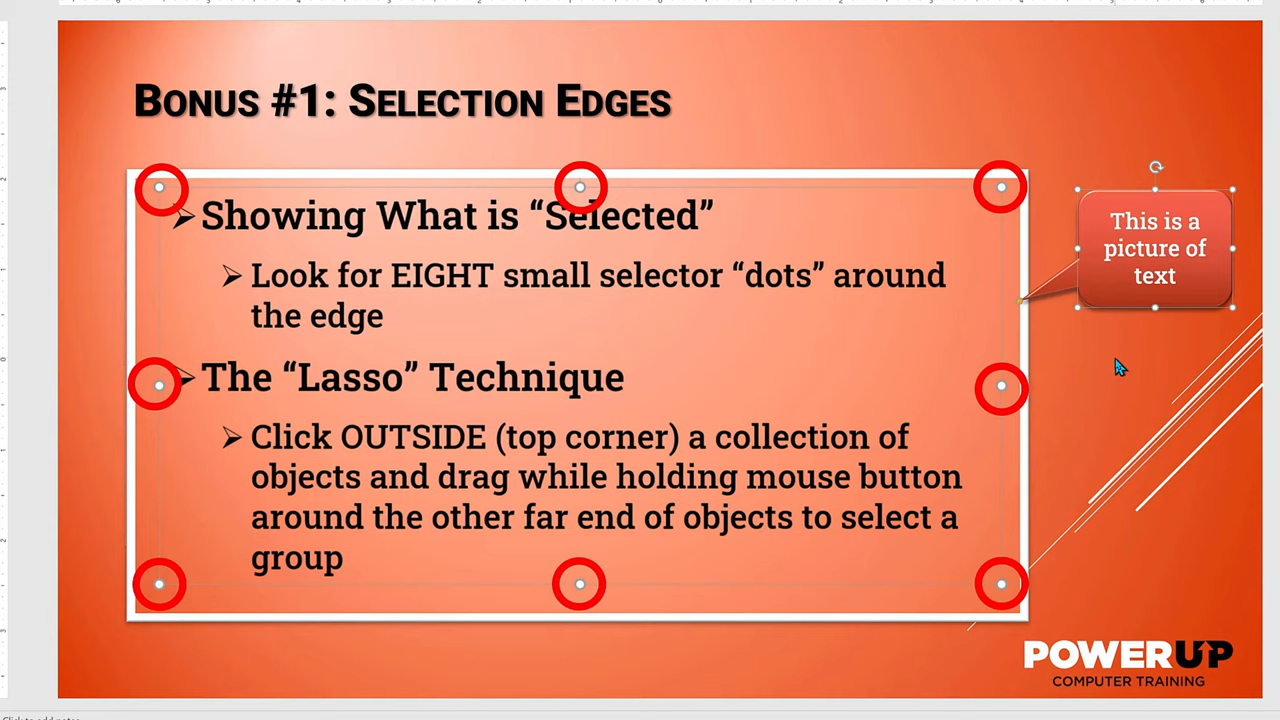 Bonus #1: Selection Edges
Showing What is “Selected”
Look for EIGHT small selector “dots” around
the edge
The “Lasso” Technique
Click OUTSIDE (top corner) a collection of
objects and drag while holding mouse button
around the other far end of objects to select a
group
This is a
picture of
text
POWERUP
COMPUTER TRAINING